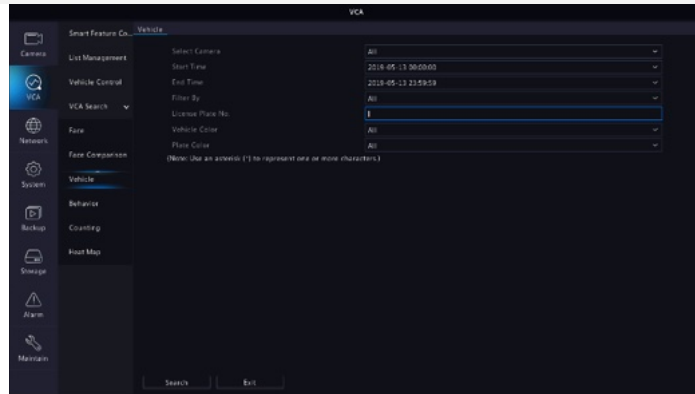 VCA
Camera
VCA
Network
System
Backup
Storage
Alarm
Maintain
Smart Feature Co...
List Management
Vehicle Control
VCA Search
Face
Face Comparison
Vehicle
Behavior
Counting
Heat Map
Vehicle
Select Camera All
Start Time 2019-05-13 00:00:00
End Time 2019-05-13 23:59:59
Filter By All
License Plate No.
Vehicle Color All
Plate Color All
(Note: Use an asterisk (*) to represent one or more characters.)
Search Exit